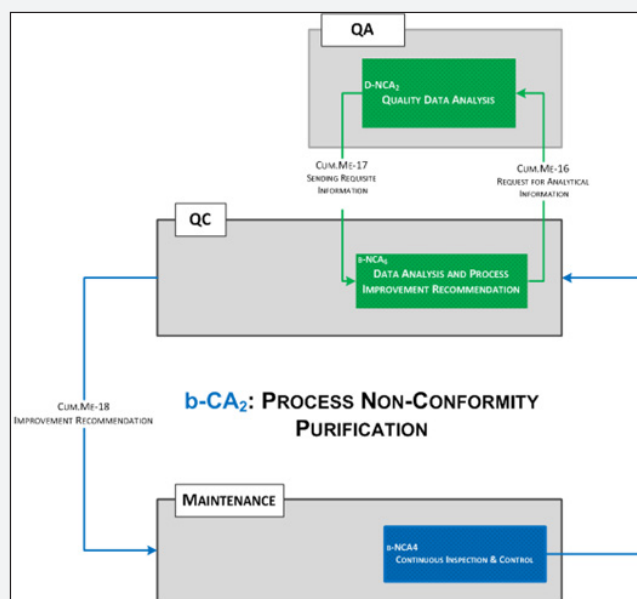 QA
D-NCA₂
QUALITY DATA ANALYSIS
CUM.ME-17
SENDING REQUISITE
INFORMATION
CUM.ME-16
REQUEST FOR ANALYTICAL
INFORMATION
QC
B-NCA₆
DATA ANALYSIS AND PROCESS
IMPROVEMENT RECOMMENDATION
CUM.ME-18
IMPROVEMENT RECOMMENDATION
b-CA₂: PROCESS NON-CONFORMITY
PURIFICATION
MAINTENANCE
B-NCA4
CONTINUOUS INSPECTION & CONTROL